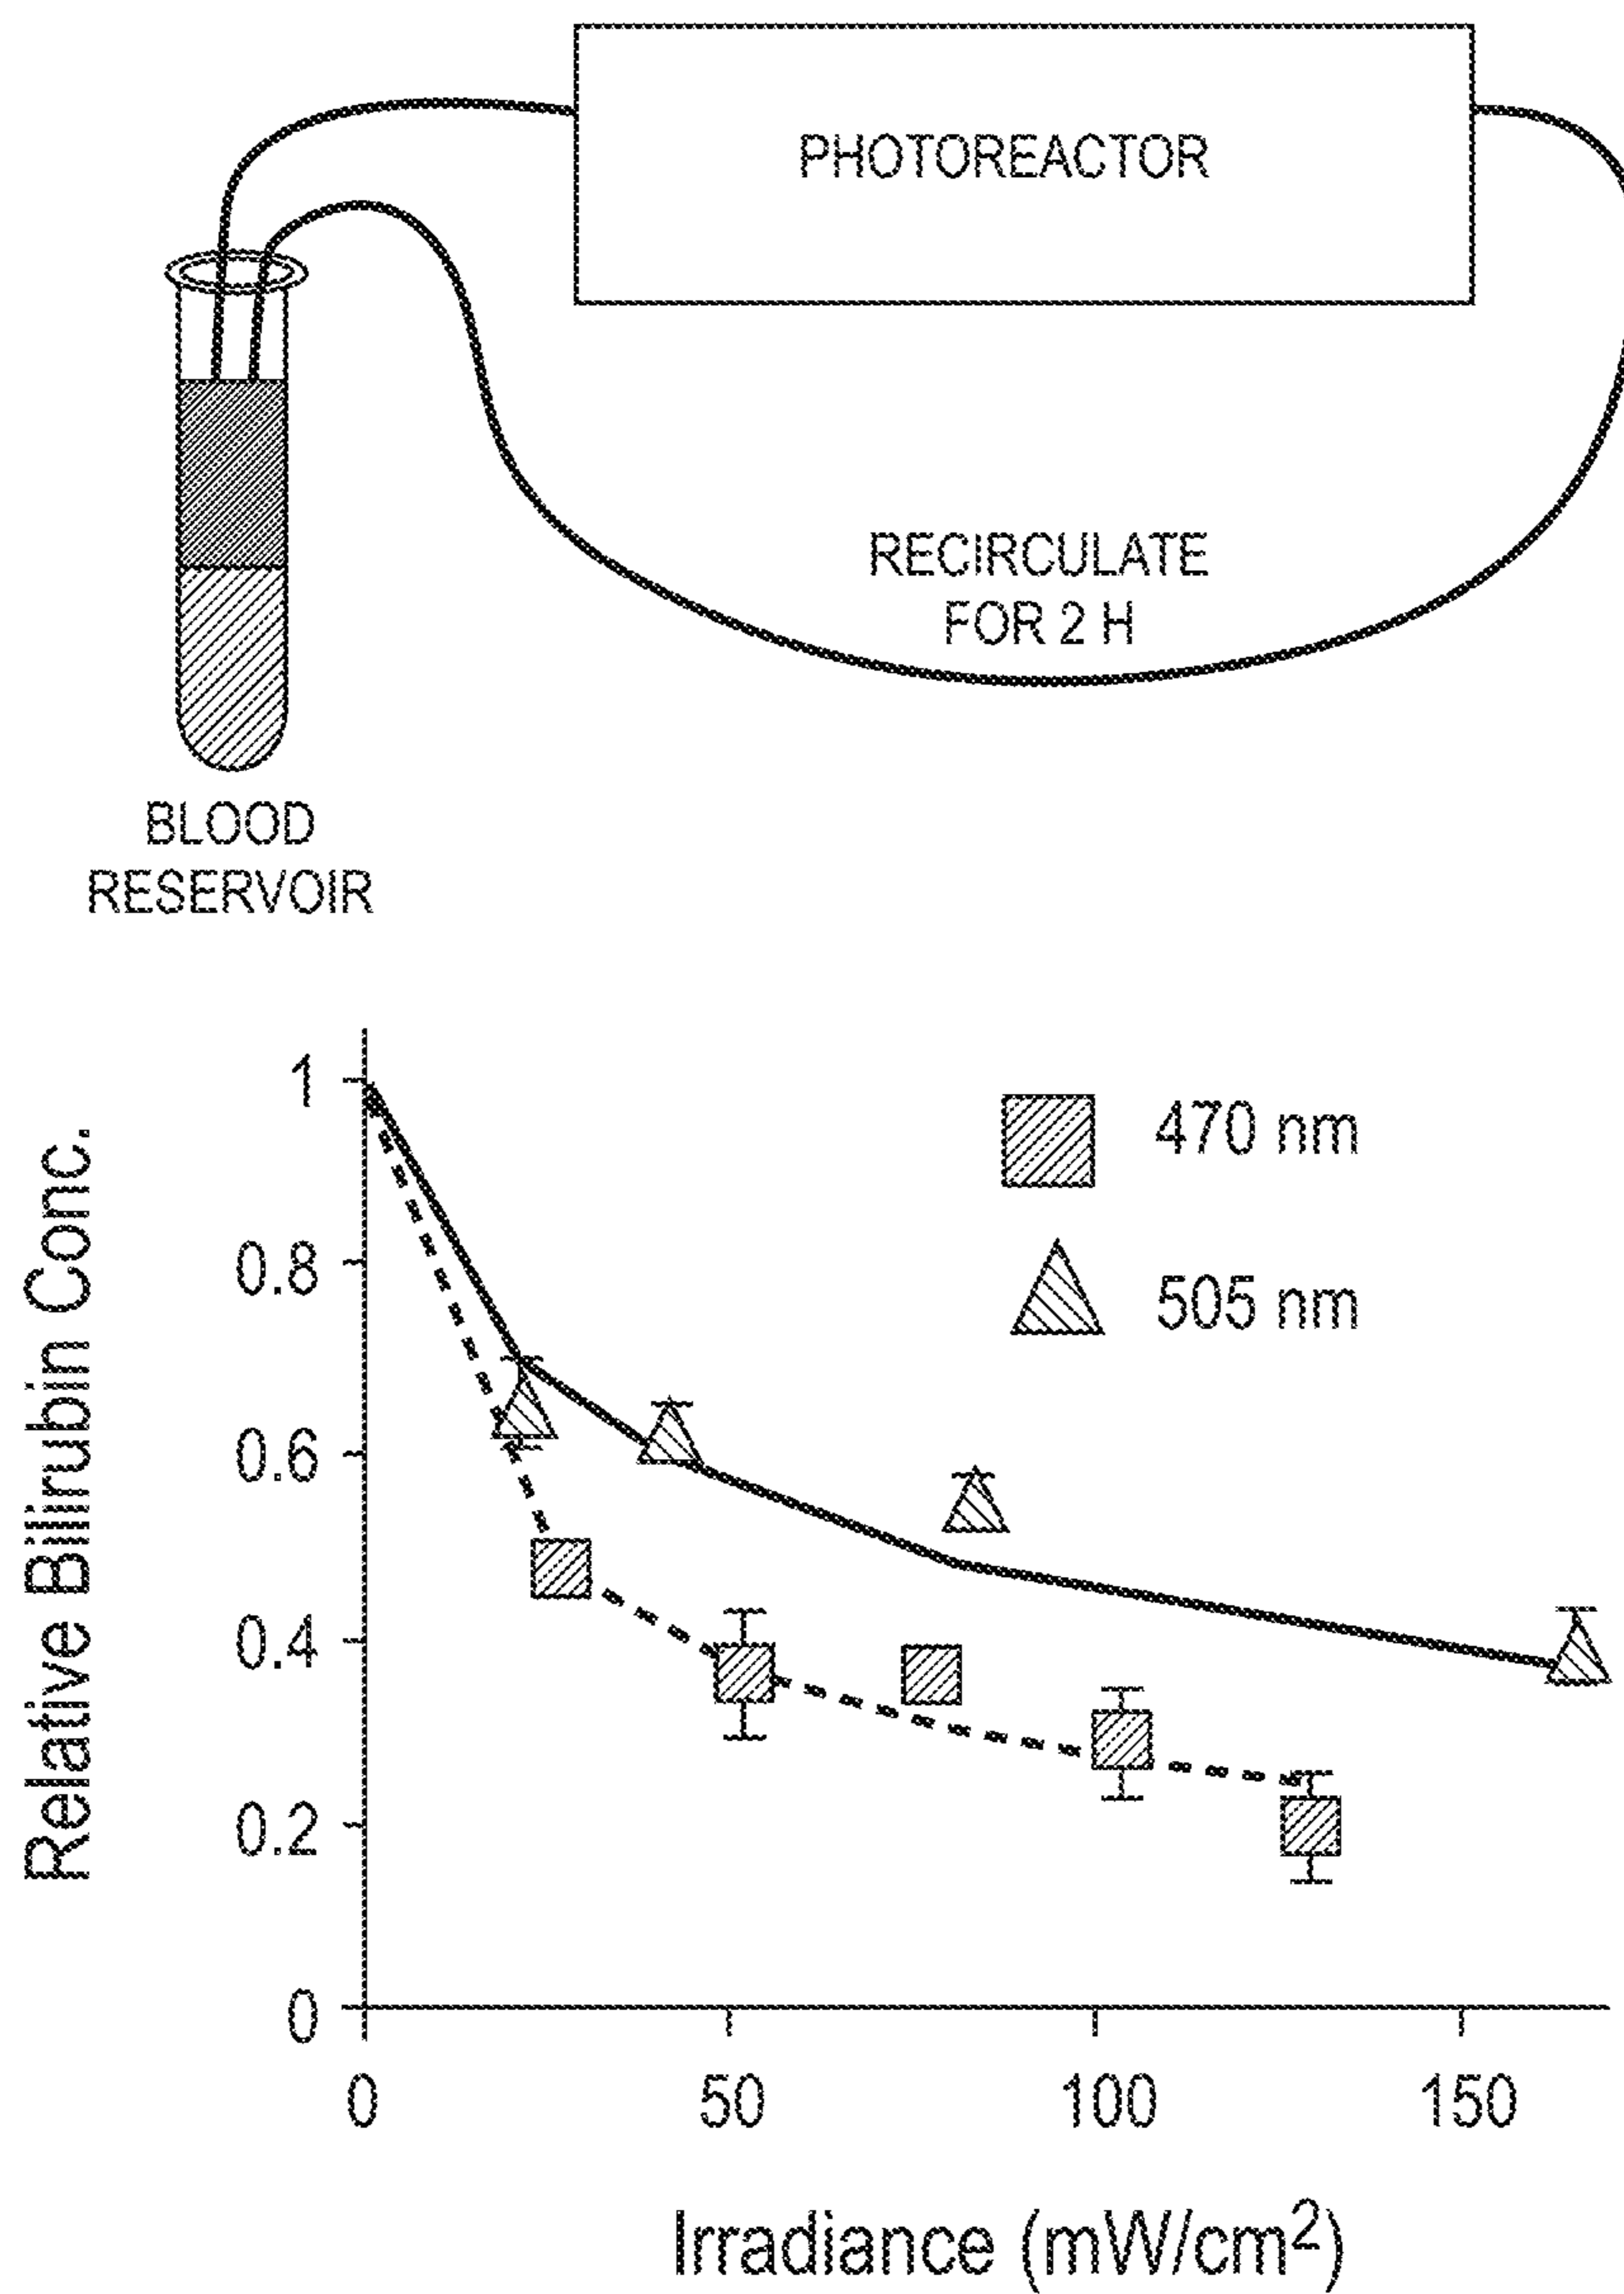 PHOTOREACTOR
RECIRCULATE
FOR 2 H
BLOOD
RESERVOIR
Relative Bilirubin Conc.
1
0.8
0.6
0.4
0.2
0
470 nm
505 nm
0
50
100
150
Irradiance (mW/cm²)